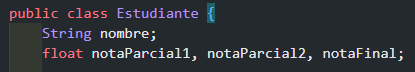 public class Estudiante {
String nombre;
float notaParcial1, notaParcial2, notaFinal;